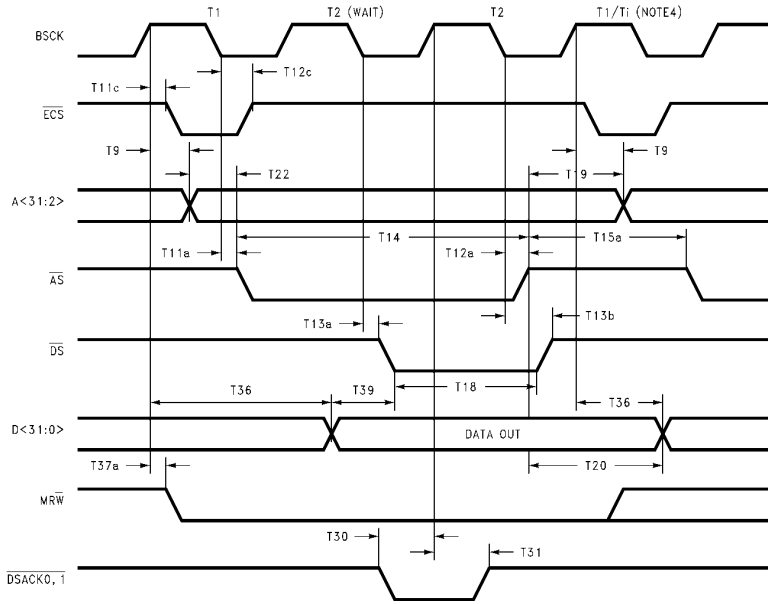 T1 T2 (WAIT) T2 T1/Ti (NOTE4)
BSCK
T12c
T11c
ECS
T9 T9
T22 T19
A<31:2>
T14 T15a
T11a T12a
AS
T13a T13b
DS
T36 T39 T18 T36
D<31:0> DATA OUT
T37a T20
MRW
T30 T31
DSACK0, 1